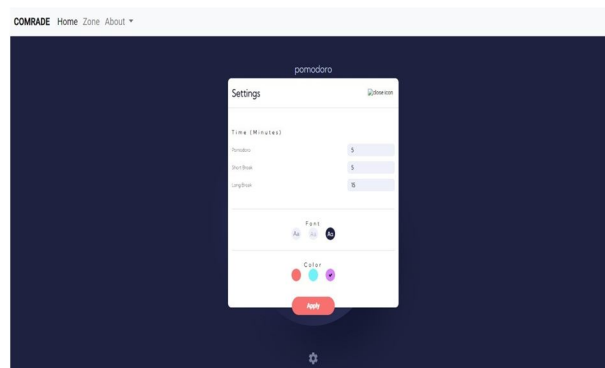 COMRADE Home Zone About
pomodoro
Settings
close icon
Time (Minutes)
Pomodoro 5
Short Break 5
Long Break 15
Font
Aa Aa Aa
Color
Apply